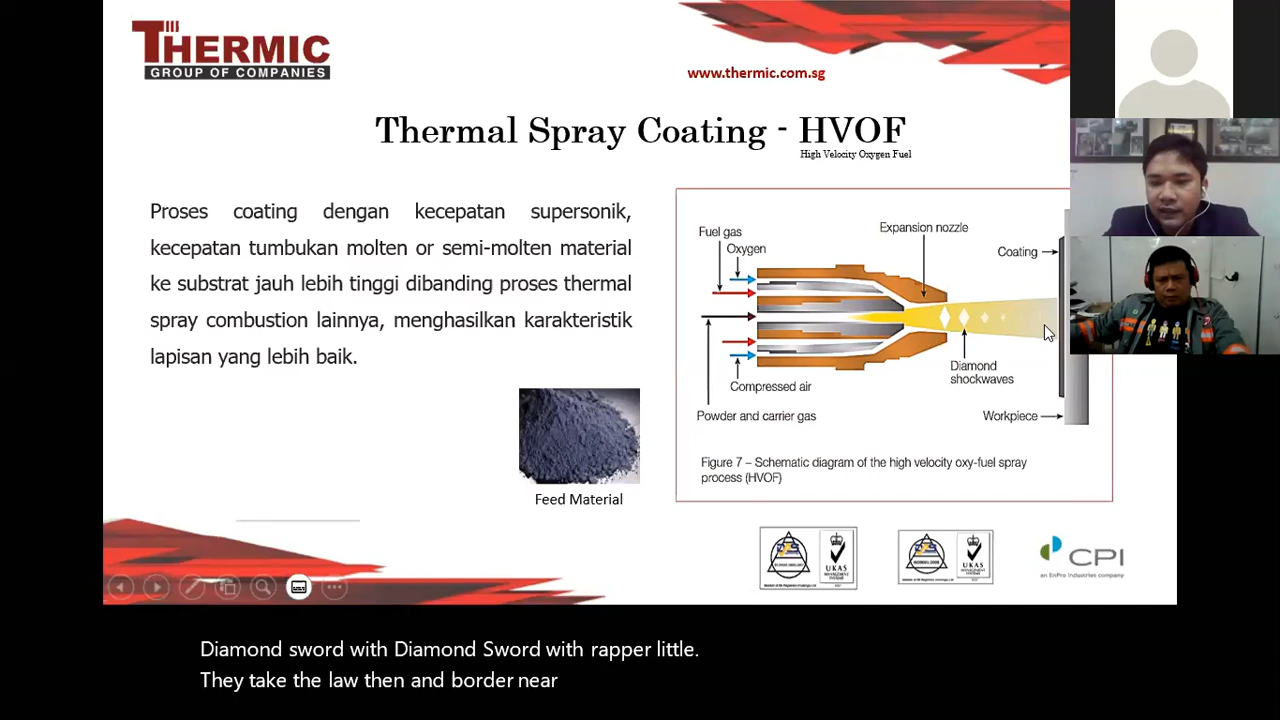 THERMIC
GROUP OF COMPANIES
www.thermic.com.sg
Thermal Spray Coating - HVOF
High Velocity Oxygen Fuel
Proses coating dengan kecepatan supersonik,
kecepatan tumbukan molten or semi-molten material
ke substrat jauh lebih tinggi dibanding proses thermal
spray combustion lainnya, menghasilkan karakteristik
lapisan yang lebih baik.
Feed Material
Fuel gas
Oxygen
Expansion nozzle
Coating
Compressed air
Diamond
shockwaves
Powder and carrier gas
Workpiece
Figure 7 – Schematic diagram of the high velocity oxy-fuel spray
process (HVOF)
UKAS
MANAGEMENT
SYSTEMS
UKAS
MANAGEMENT
SYSTEMS
CPI
an EnPro Industries company
Diamond sword with Diamond Sword with rapper little.
They take the law then and border near